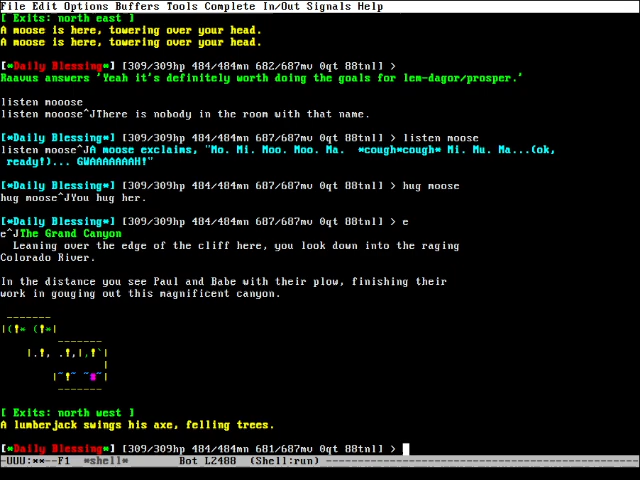 File Edit Options Buffers Tools Complete In/Out Signals Help
[ Exits: north east ]
A moose is here, towering over your head.
A moose is here, towering over your head.
[*Daily Blessing*] [309/309hp 484/484mn 682/687mv 0qt 88tnl] >
Raavus answers 'Yeah it's definitely worth doing the goals for lem-dagor/prosper.'
listen mooose
listen mooose^JThere is nobody in the room with that name.
[*Daily Blessing*] [309/309hp 484/484mn 687/687mv 0qt 88tnl] > listen moose
listen moose^JA moose exclaims, "Mo. Mi. Moo. Moo. Ma.  *cough*cough* Mi. Mu. Ma...(ok,
ready!)... GWAAAAAAAH!"
[*Daily Blessing*] [309/309hp 484/484mn 687/687mv 0qt 88tnl] > hug moose
hug moose^JYou hug her.
[*Daily Blessing*] [309/309hp 484/484mn 687/687mv 0qt 88tnl] > e
e^JThe Grand Canyon
Leaning over the edge of the cliff here, you look down into the raging
Colorado River.
In the distance you see Paul and Babe with their plow, finishing their
work in gouging out this magnificent canyon.
[ Exits: north west ]
A lumberjack swings his axe, felling trees.
[*Daily Blessing*] [309/309hp 484/484mn 681/687mv 0qt 88tnl] >
-UUU:**--F1  *shell*  Bot L2488  (Shell:run)